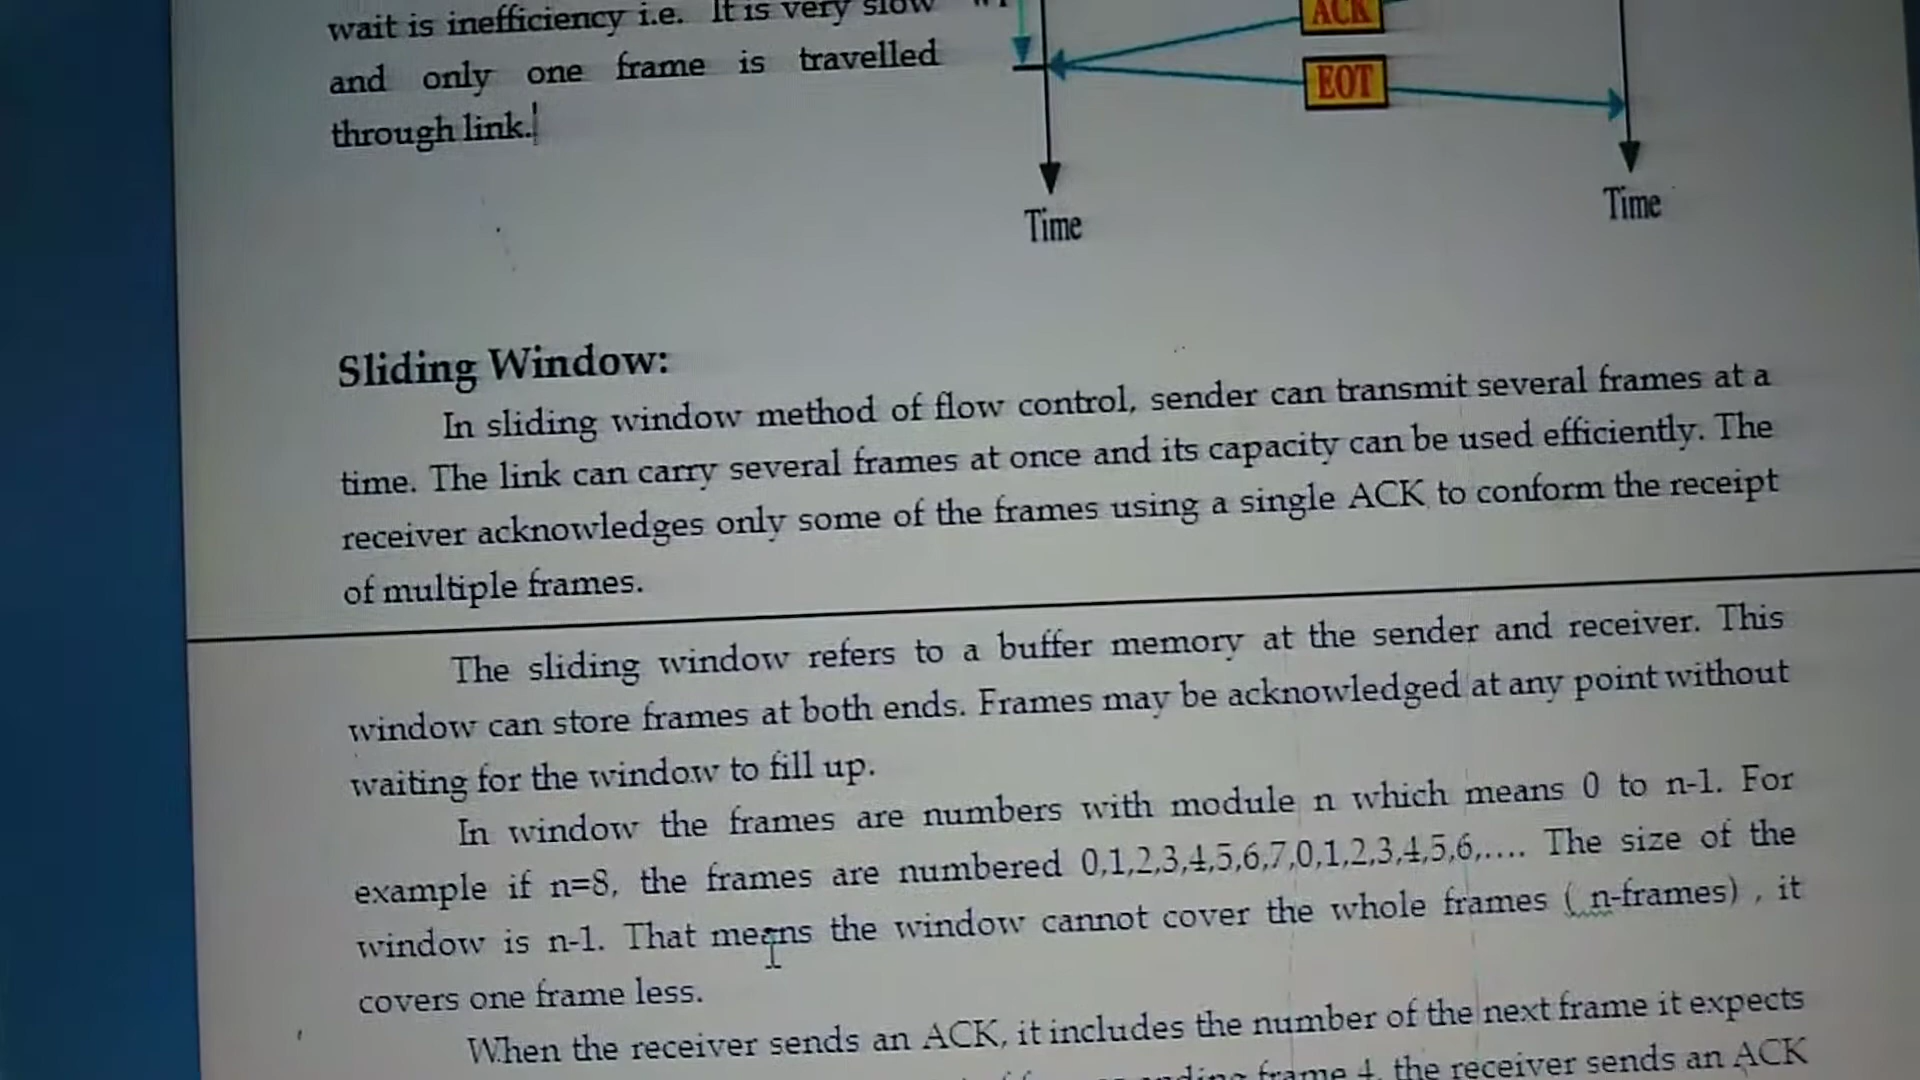 wait is inefficiency i.e. It is very slow
and only one frame is travelled
through link.
ACK
EOT
Time
Time
Sliding Window:
In sliding window method of flow control, sender can transmit several frames at a
time. The link can carry several frames at once and its capacity can be used efficiently. The
receiver acknowledges only some of the frames using a single ACK to conform the receipt
of multiple frames.
The sliding window refers to a buffer memory at the sender and receiver. This
window can store frames at both ends. Frames may be acknowledged at any point without
waiting for the window to fill up.
In window the frames are numbers with module n which means 0 to n-1. For
example if n=8, the frames are numbered 0,1,2,3,4,5,6,7,0,1,2,3,4,5,6,.... The size of the
window is n-1. That means the window cannot cover the whole frames ( n-frames) , it
covers one frame less.
When the receiver sends an ACK, it includes the number of the next frame it expects
frame 4, the receiver sends an ACK